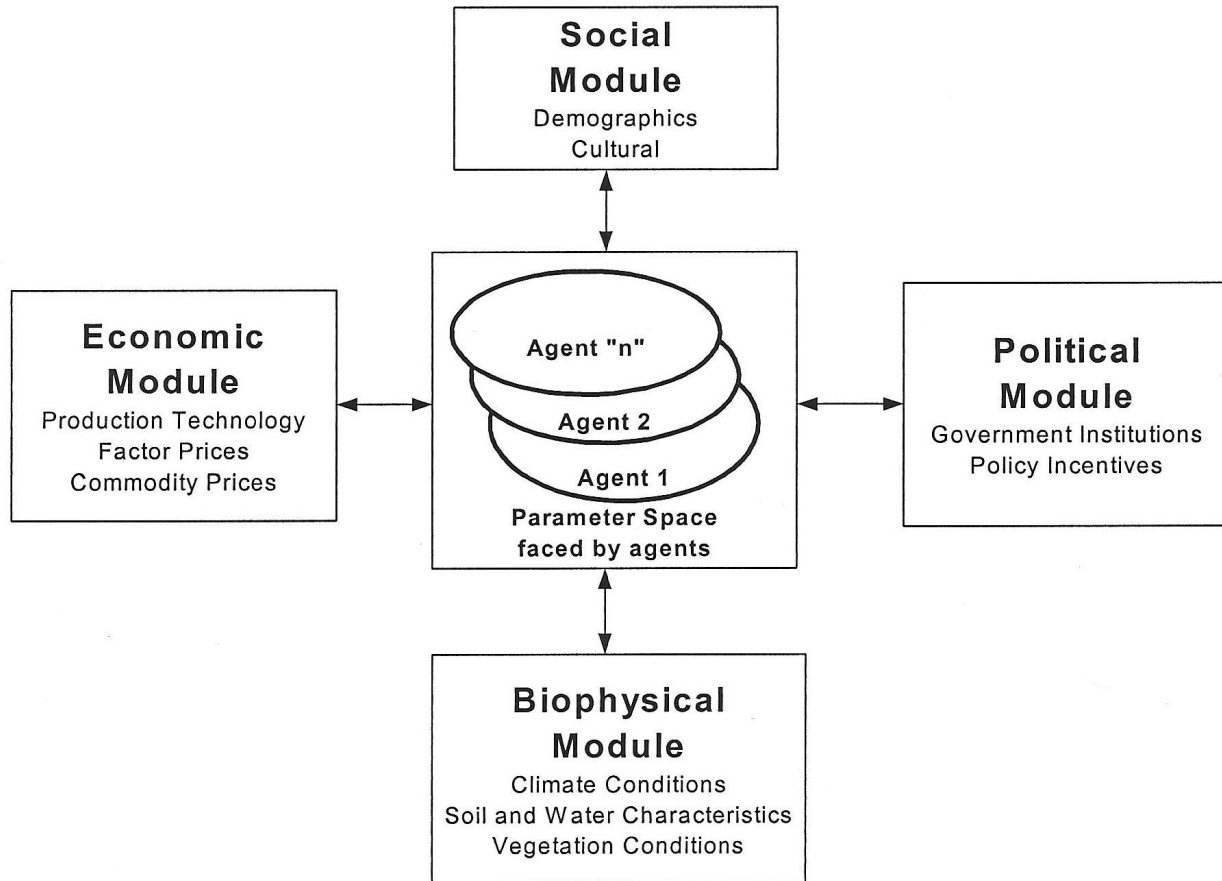 Social
Module
Demographics
Cultural
Economic
Module
Production Technology
Factor Prices
Commodity Prices
Agent "n"
Agent 2
Agent 1
Parameter Space
faced by agents
Political
Module
Government Institutions
Policy Incentives
Biophysical
Module
Climate Conditions
Soil and Water Characteristics
Vegetation Conditions